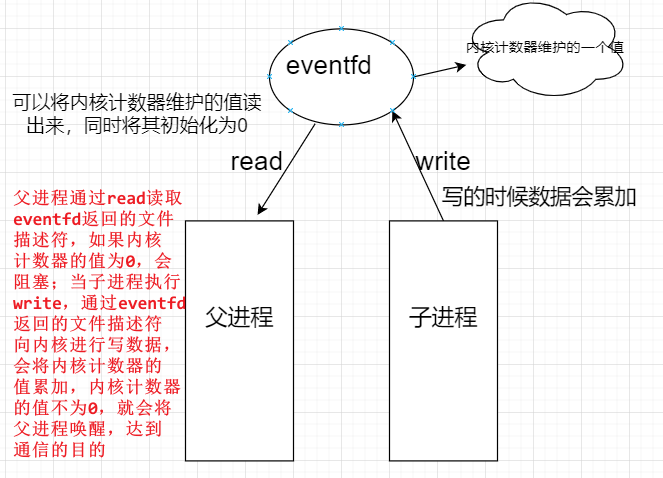 eventfd
内核计数器维护的一个值
可以将内核计数器维护的值读
出来，同时将其初始化为0
read
write
写的时候数据会累加
父进程通过read读取
eventfd返回的文件
描述符，如果内核
计数器的值为0，会
阻塞；当子进程执行
write，通过eventfd
返回的文件描述符
向内核进行写数据，
会将内核计数器的
值累加，内核计数器
的值不为0，就会将
父进程唤醒，达到
通信的目的
父进程
子进程